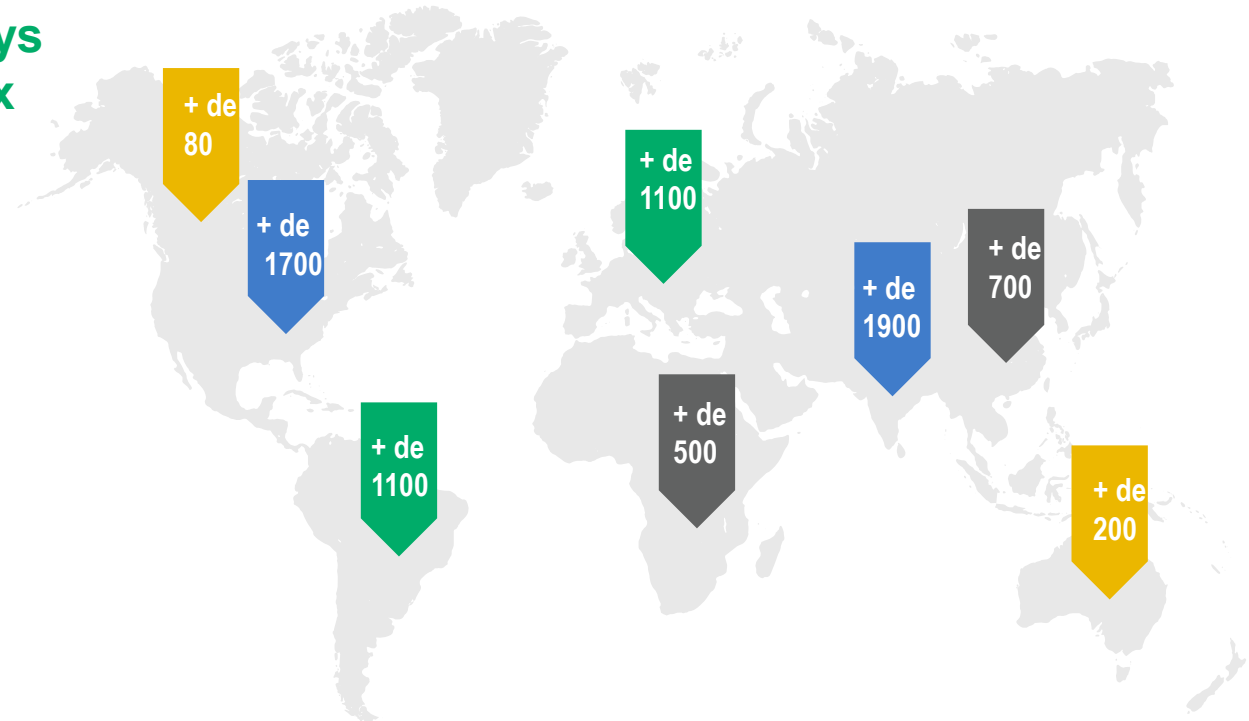 ys
x
+ de
80
+ de
1100
+ de
1700
+ de
700
+ de
1900
+ de
500
+ de
1100
+ de
200